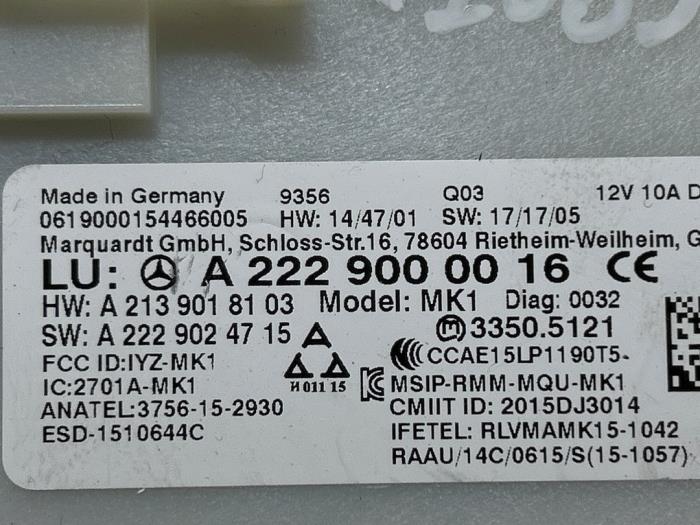 Made in Germany 9356 Q03 12V 10A D
0619000154466005 HW: 14/47/01 SW: 17/17/05
Marquardt GmbH, Schloss-Str.16, 78604 Rietheim-Weilheim, G
LU: A 222 900 00 16 CE
HW: A 213 901 81 03 Model: MK1 Diag: 0032
SW: A 222 902 47 15 A M 3350.5121
FCC ID:IYZ-MK1 CCAE15LP1190T5-
IC:2701A-MK1 И 011 15 MSIP-RMM-MQU-MK1
ANATEL:3756-15-2930 CMIIT ID: 2015DJ3014
ESD-1510644C IFETEL: RLVMAMK15-1042
RAAU/14C/0615/S(15-1057)